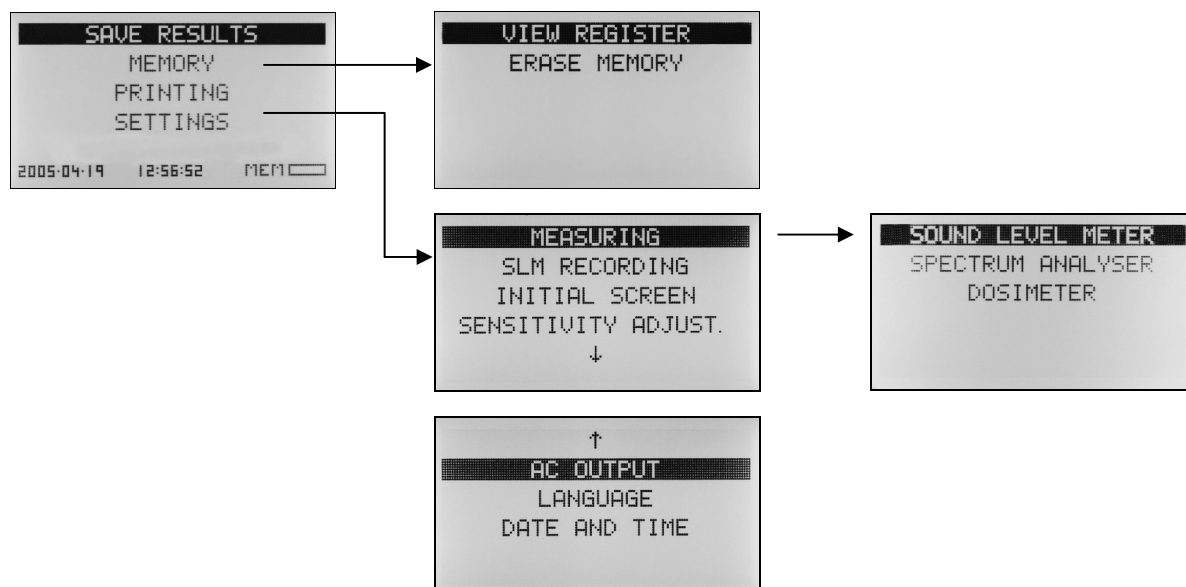 SAVE RESULTS
MEMORY
PRINTING
SETTINGS
2005-04-19 12:56:52 MEM
VIEW REGISTER
ERASE MEMORY
MEASURING
SLM RECORDING
INITIAL SCREEN
SENSITIVITY ADJUST.
↓
SOUND LEVEL METER
SPECTRUM ANALYSER
DOSIMETER
↑
AC OUTPUT
LANGUAGE
DATE AND TIME